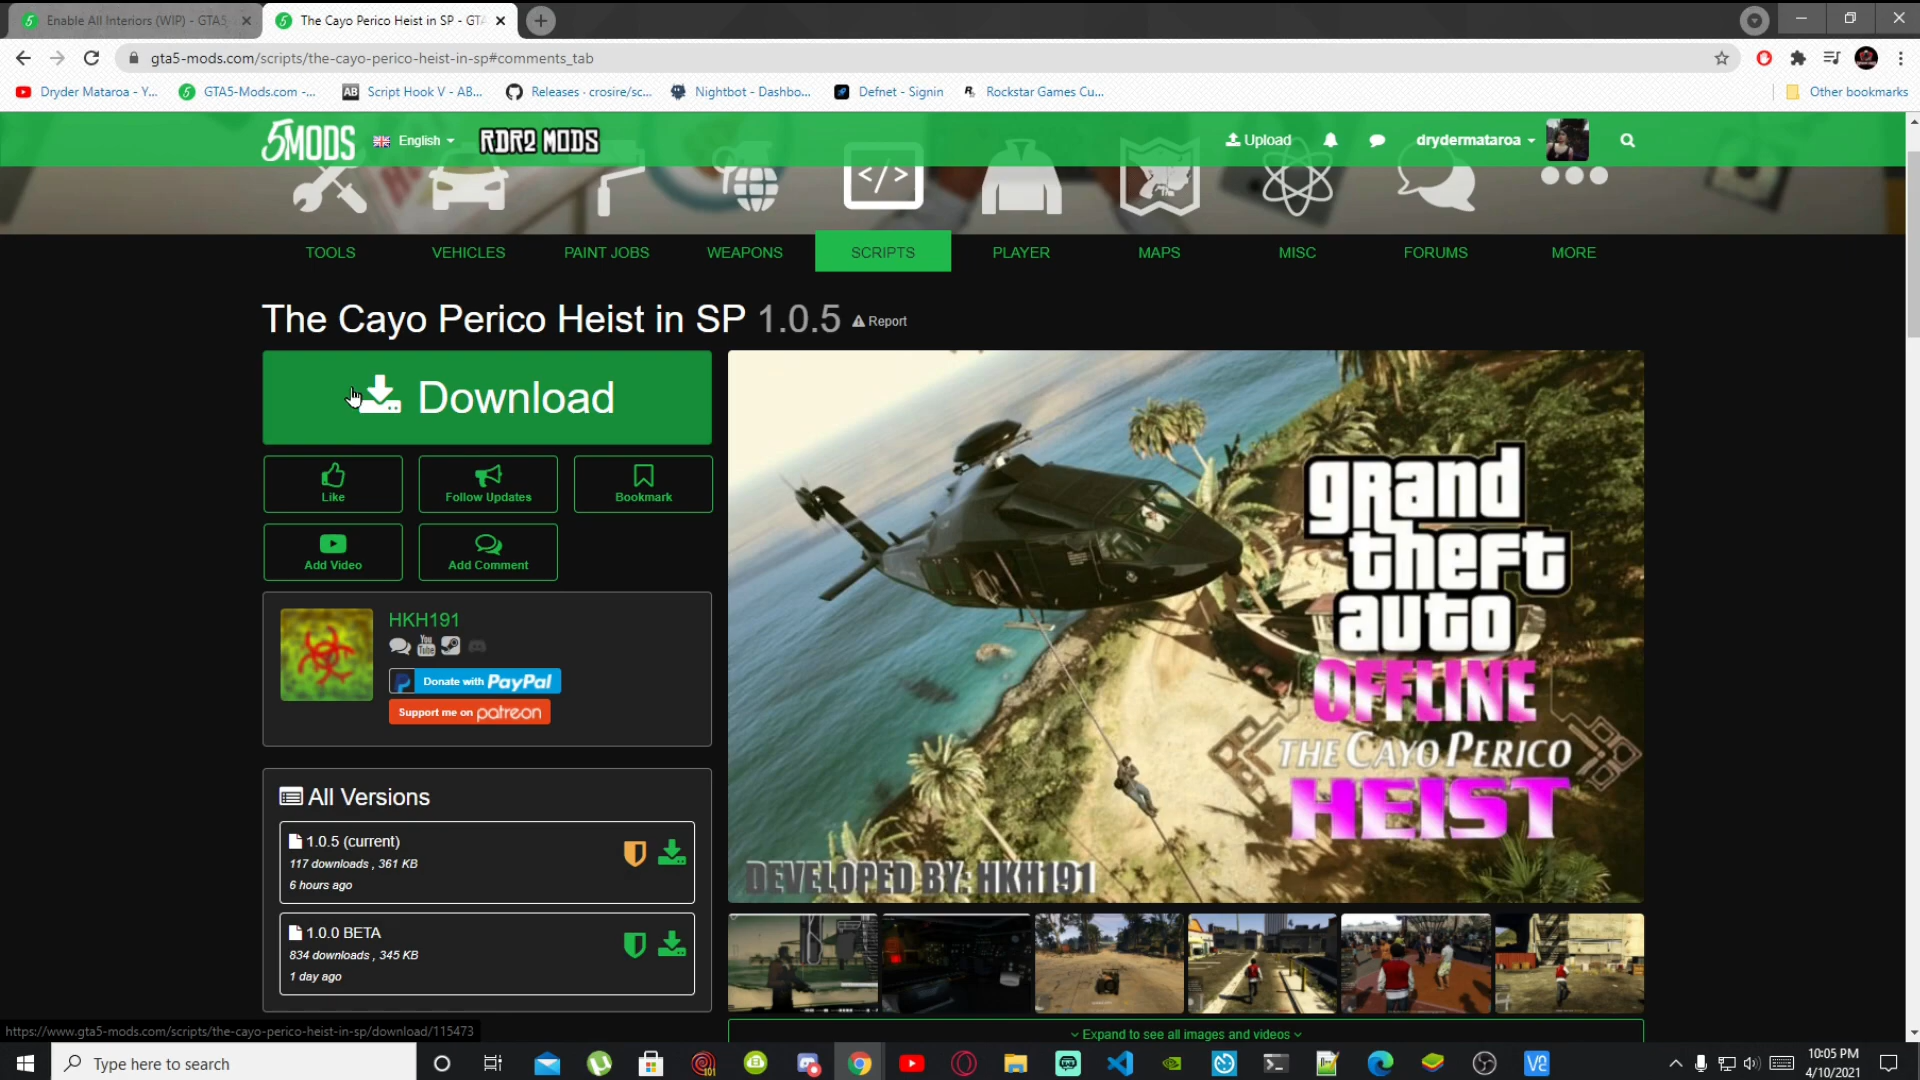 Enable All Interiors (WIP) - GTA5
The Cayo Perico Heist in SP - GTA
gta5-mods.com/scripts/the-cayo-perico-heist-in-sp#comments_tab
Dryder Mataroa - Y...
GTA5-Mods.com -...
AB
Script Hook V - AB...
Releases · crosire/sc...
Nightbot - Dashbo...
Defnet - Signin
Rockstar Games Cu...
Other bookmarks
5MODS
English
RDR2 MODS
Upload
drydermataroa
TOOLS
VEHICLES
PAINT JOBS
WEAPONS
SCRIPTS
PLAYER
MAPS
MISC
FORUMS
MORE
The Cayo Perico Heist in SP 1.0.5
Report
Download
Like
Follow Updates
Bookmark
Add Video
Add Comment
HKH191
You Tube
Donate with PayPal
Support me on patreon
All Versions
1.0.5 (current)
117 downloads , 361 KB
6 hours ago
1.0.0 BETA
834 downloads , 345 KB
1 day ago
grand
theft
auto
OFFLINE
THE CAYO PERICO
HEIST
DEVELOPED BY: HKH191
Expand to see all images and videos
https://www.gta5-mods.com/scripts/the-cayo-perico-heist-in-sp/download/115473
Type here to search
10:05 PM
4/10/2021